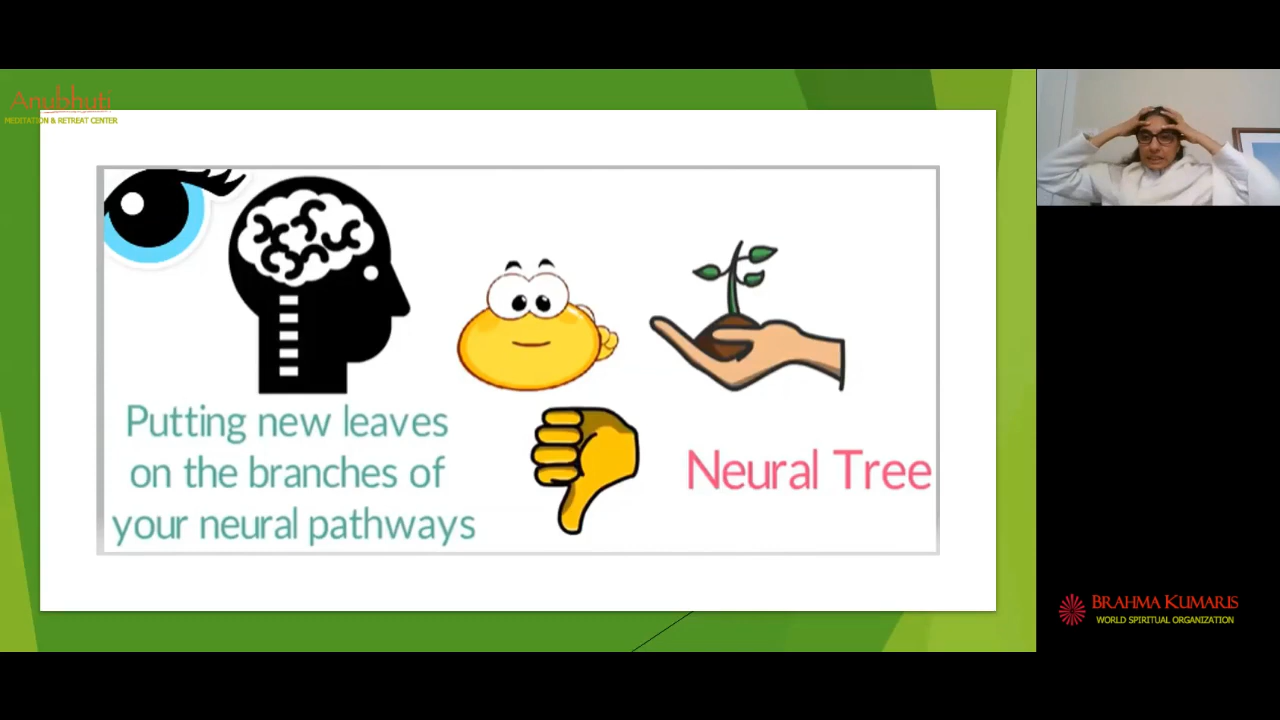 Anubhuti
MEDITATION & RETREAT CENTER
Putting new leaves
on the branches of
your neural pathways
Neural Tree
BRAHMA KUMARIS
WORLD SPIRITUAL ORGANIZATION